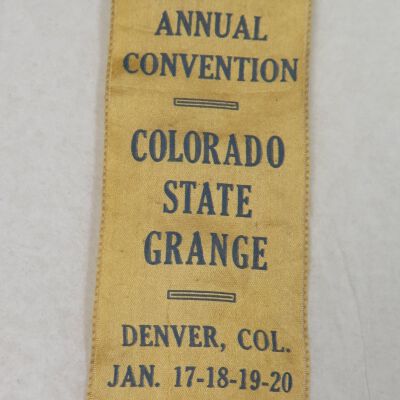 ANNUAL
CONVENTION
COLORADO
STATE
GRANGE
DENVER, COL.
JAN. 17-18-19-20